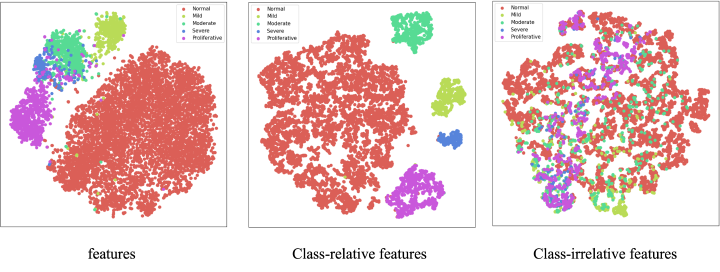 Normal
Mild
Moderate
Severe
Proliferative
Normal
Mild
Moderate
Severe
Proliferative
Normal
Mild
Moderate
Severe
Proliferative
features
Class-relative features
Class-irrelative features